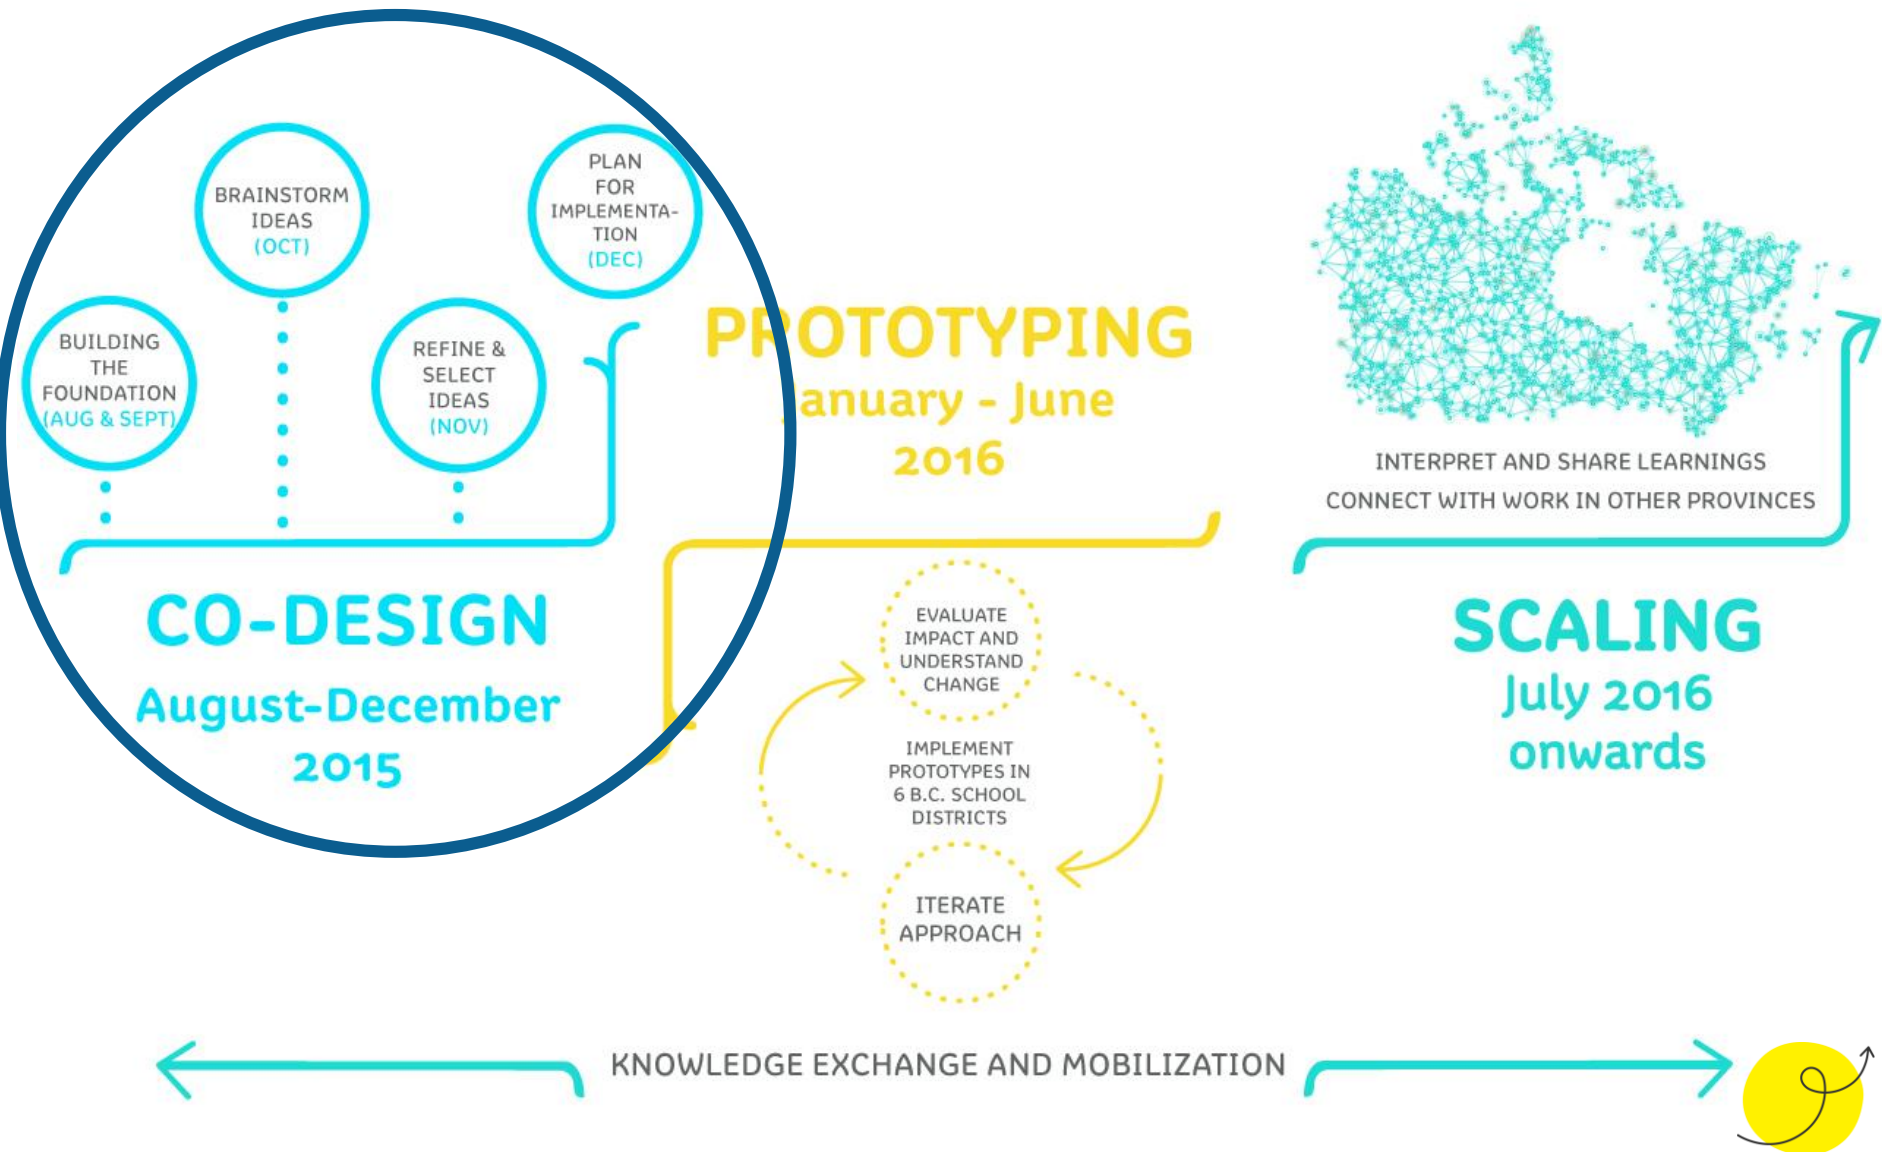 BUILDING
THE
FOUNDATION
(AUG & SEPT)
BRAINSTORM
IDEAS
(OCT)
REFINE &
SELECT
IDEAS
(NOV)
PLAN
FOR
IMPLEMENTA-
TION
(DEC)
CO-DESIGN
August-December
2015
PROTOTYPING
January - June
2016
EVALUATE
IMPACT AND
UNDERSTAND
CHANGE
IMPLEMENT
PROTOTYPES IN
6 B.C. SCHOOL
DISTRICTS
ITERATE
APPROACH
INTERPRET AND SHARE LEARNINGS
CONNECT WITH WORK IN OTHER PROVINCES
SCALING
July 2016
onwards
KNOWLEDGE EXCHANGE AND MOBILIZATION